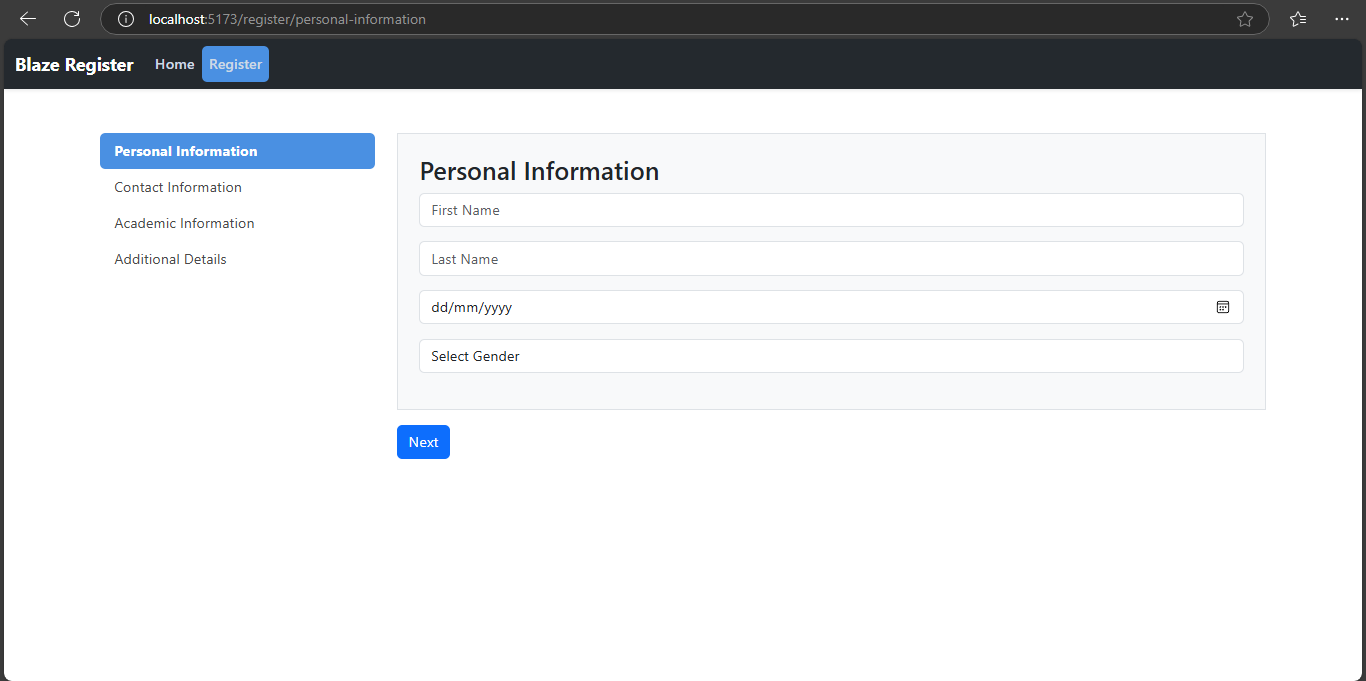 localhost:5173/register/personal-information
Blaze Register Home Register
Personal Information
Contact Information
Academic Information
Additional Details
Personal Information
First Name
Last Name
dd/mm/yyyy
Select Gender
Next